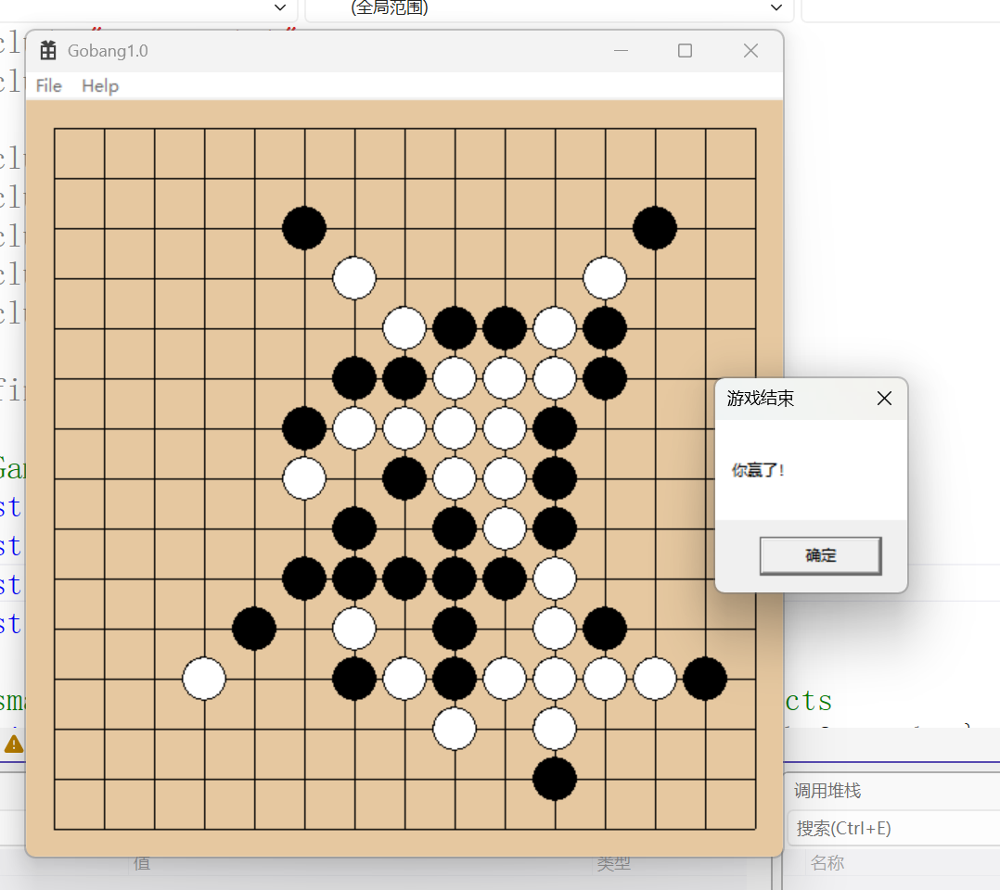 (全局范围)
Gobang1.0
File Help
游戏结束
你赢了!
确定
cts
调用堆栈
搜索(Ctrl+E)
值 类型 名称